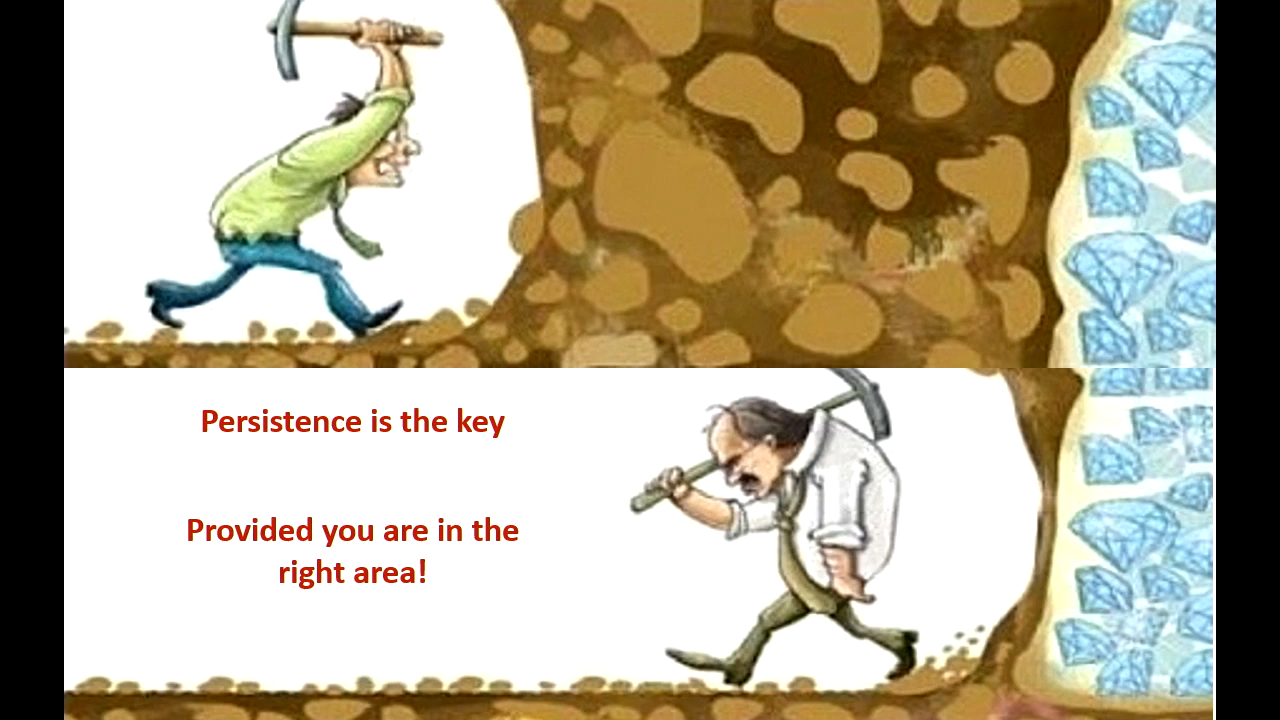 Persistence is the key
Provided you are in the
right area!